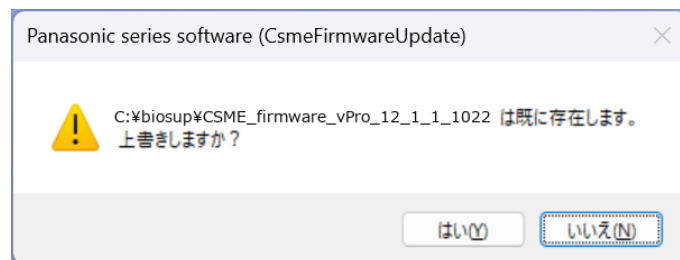 Panasonic series software (CsmeFirmwareUpdate)
C:¥biosup¥CSME_firmware_vPro_12_1_1_1022 は既に存在します。
上書きしますか？
はい(Y)
いいえ(N)